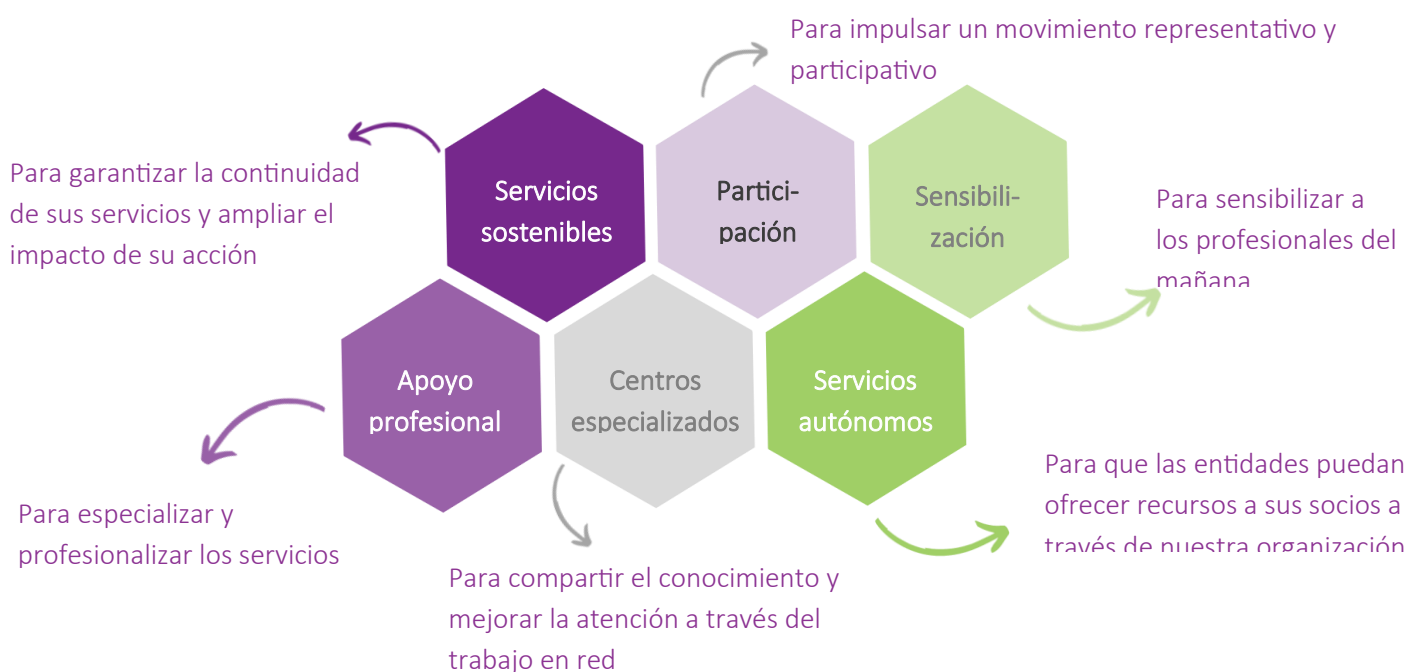 Para impulsar un movimiento representativo y
participativo
Para garantizar la continuidad
de sus servicios y ampliar el
impacto de su acción
Servicios
sostenibles
Partici-
pación
Sensibili-
zación
Para sensibilizar a
los profesionales del
mañana
Apoyo
profesional
Centros
especializados
Servicios
autónomos
Para especializar y
profesionalizar los servicios
Para compartir el conocimiento y
mejorar la atención a través del
trabajo en red
Para que las entidades puedan
ofrecer recursos a sus socios a
través de nuestra organización